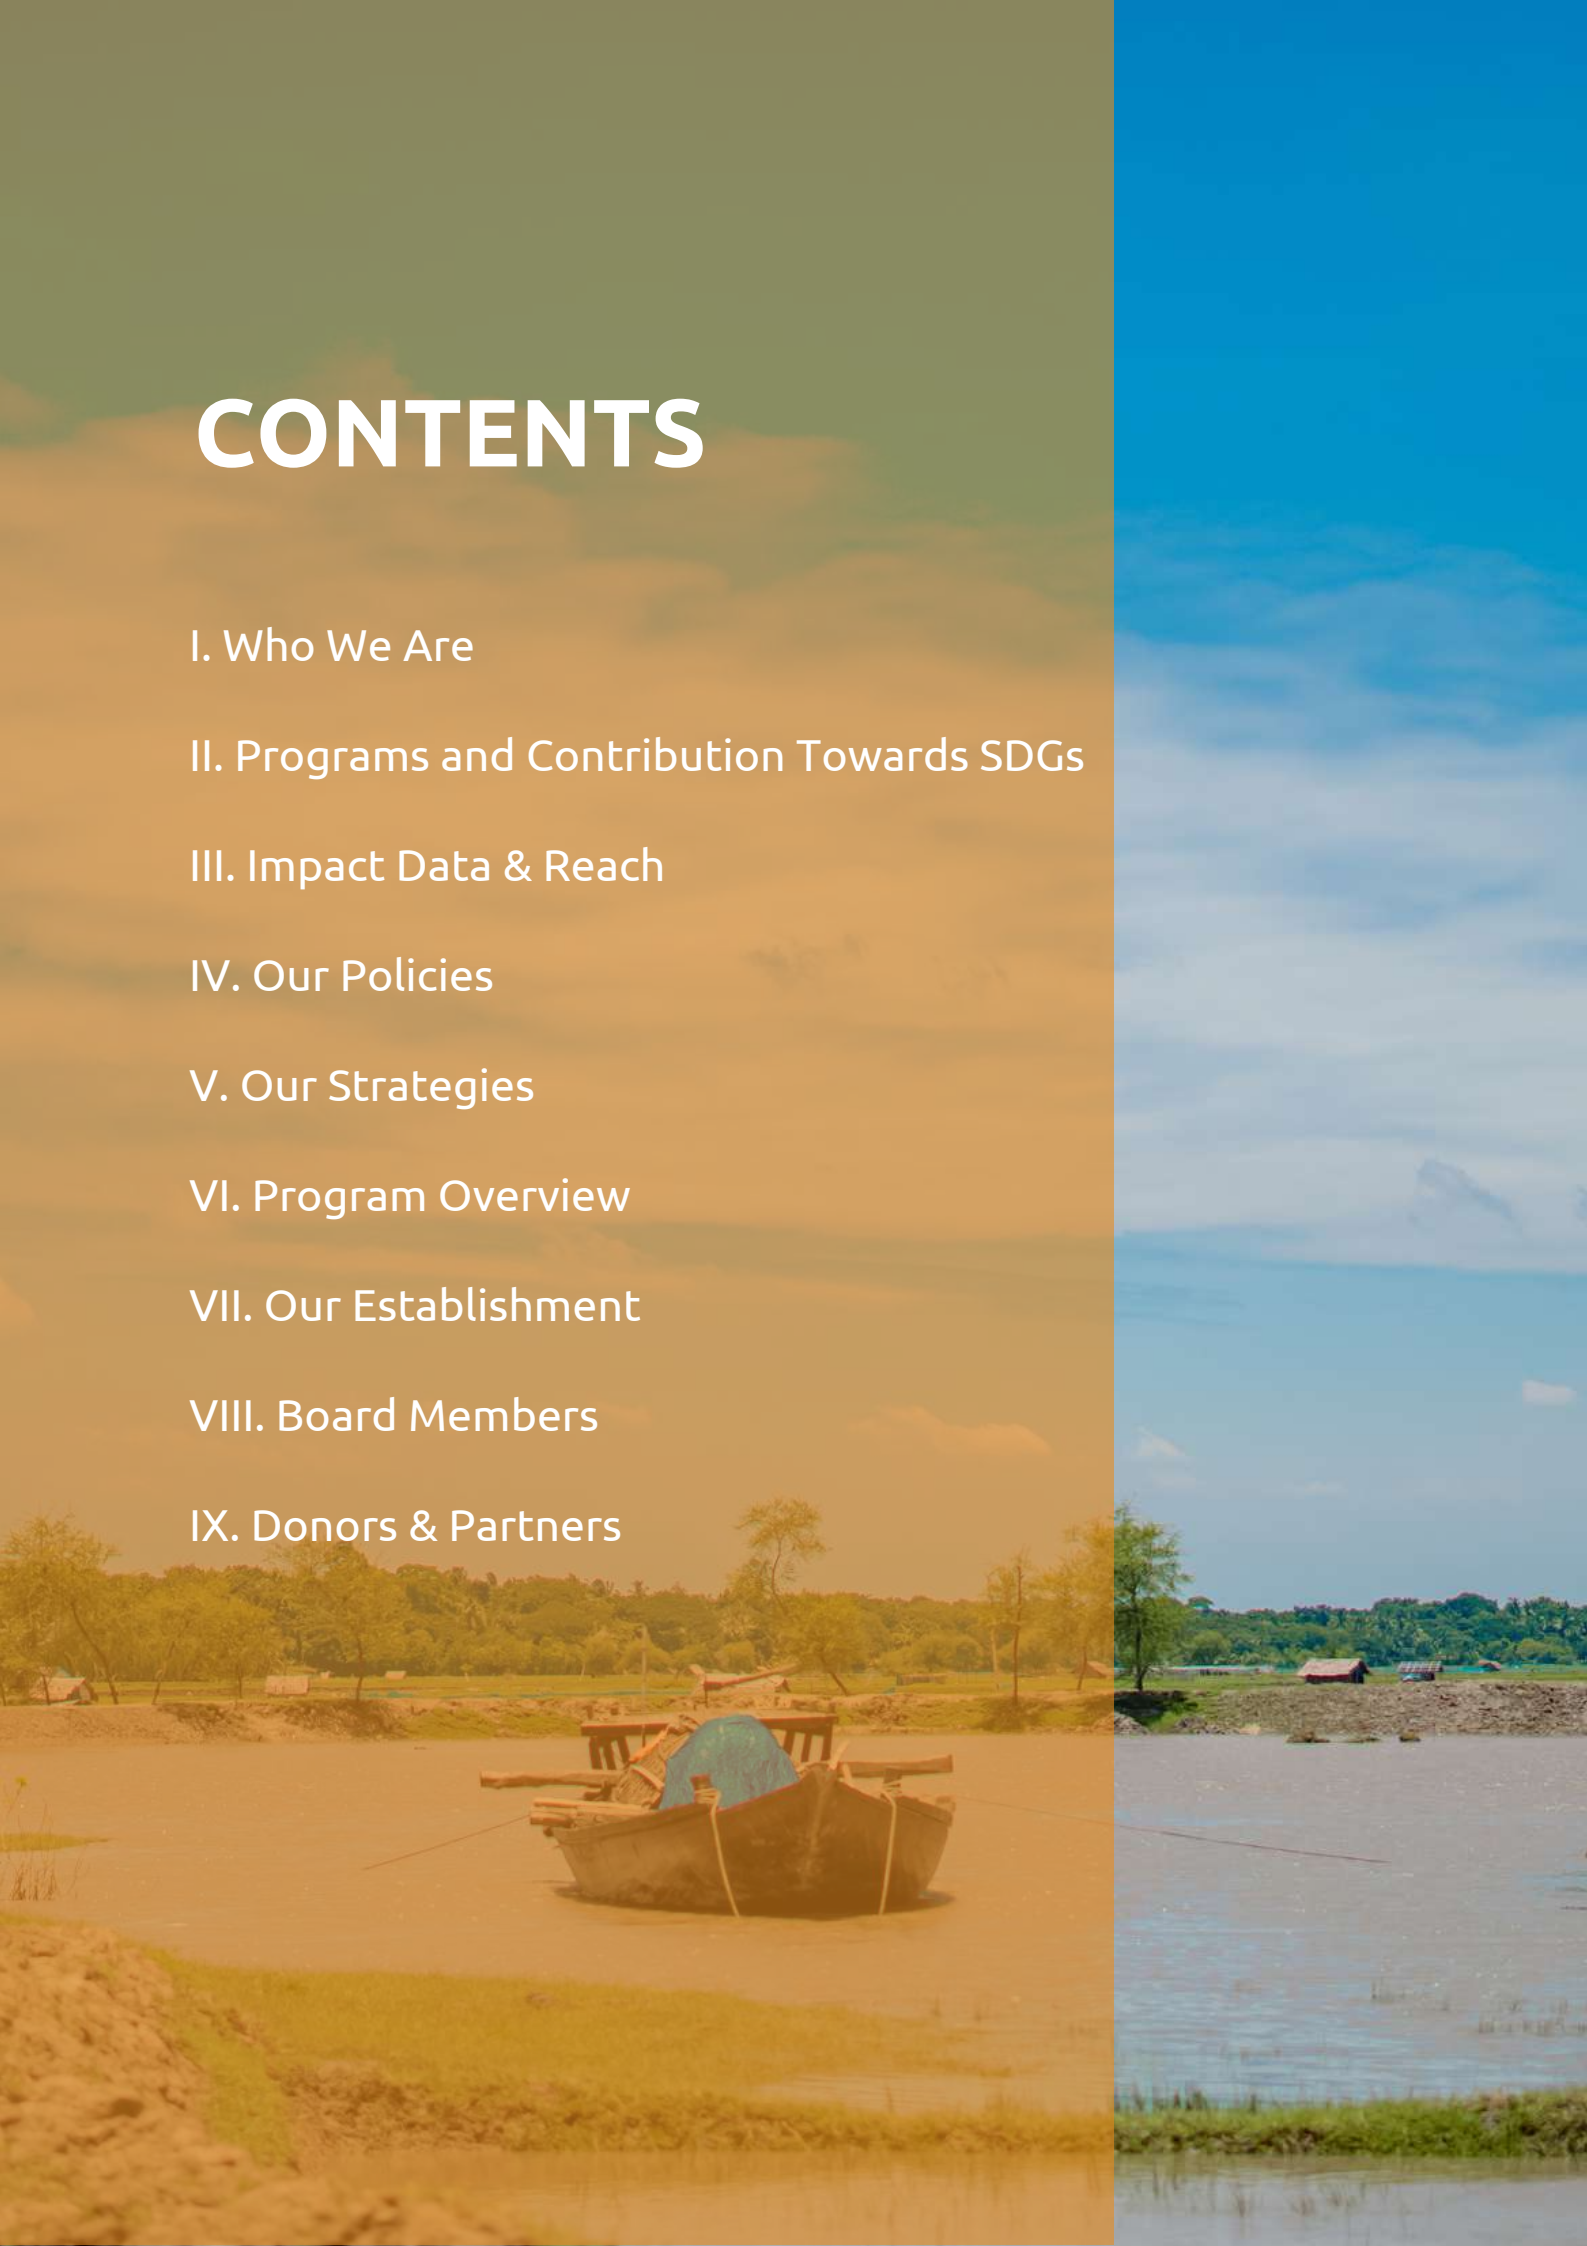 CONTENTS
I. Who We Are
II. Programs and Contribution Towards SDGs
III. Impact Data & Reach
IV. Our Policies
V. Our Strategies
VI. Program Overview
VII. Our Establishment
VIII. Board Members
IX. Donors & Partners